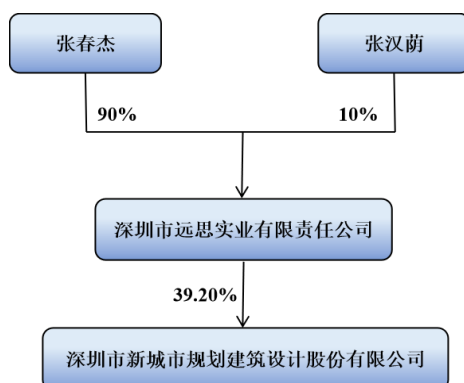 张春杰
张汉荫
90%
10%
深圳市远思实业有限责任公司
39.20%
深圳市新城市规划建筑设计股份有限公司